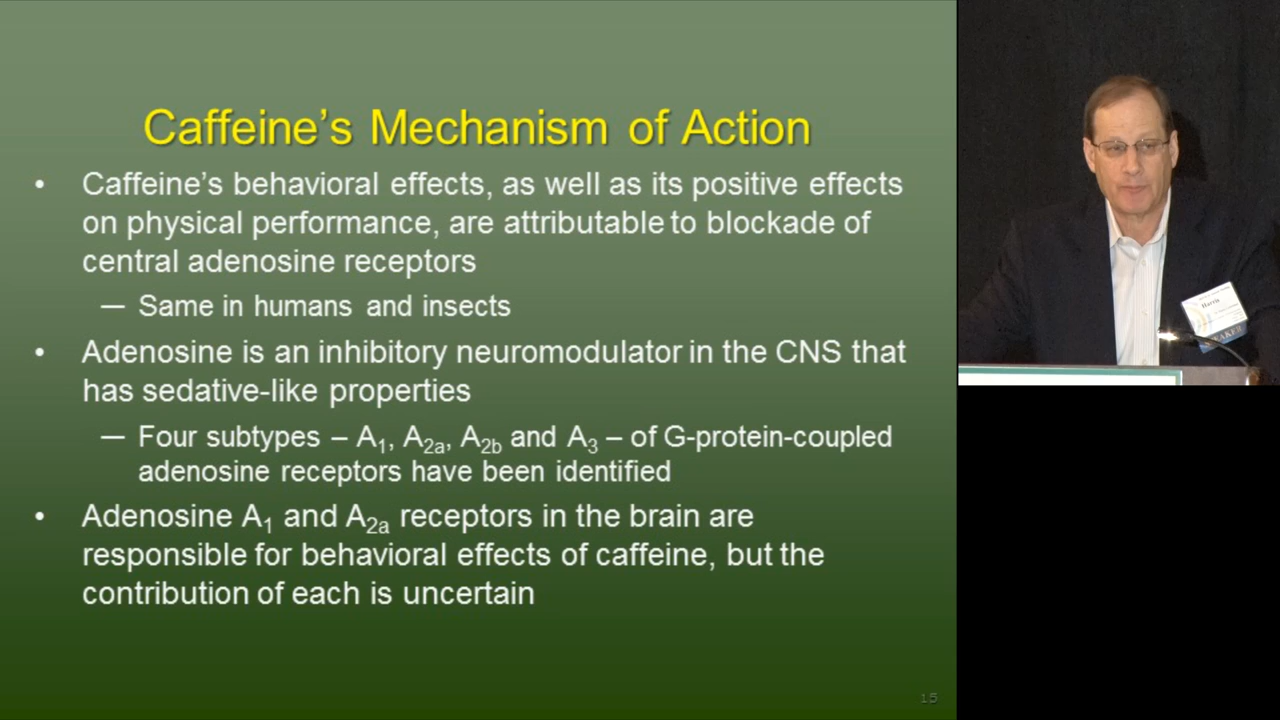 Caffeine's Mechanism of Action
• Caffeine's behavioral effects, as well as its positive effects
on physical performance, are attributable to blockade of
central adenosine receptors
— Same in humans and insects
• Adenosine is an inhibitory neuromodulator in the CNS that
has sedative-like properties
— Four subtypes – A₁, A₂ₐ, A₂b and A₃ – of G-protein-coupled
adenosine receptors have been identified
• Adenosine A₁ and A₂ₐ receptors in the brain are
responsible for behavioral effects of caffeine, but the
contribution of each is uncertain
15
Harris